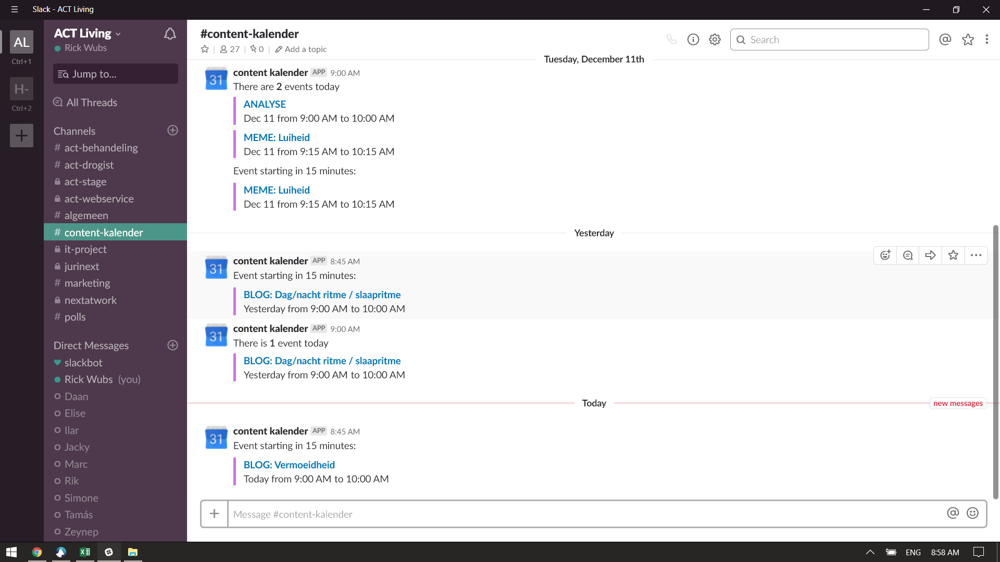 Slack - ACT Living
AL
Ctrl+1
H-
Ctrl+2
ACT Living
Rick Wubs
Jump to...
All Threads
Channels
# act-behandeling
# act-drogist
act-stage
act-webservice
# algemeen
# content-kalender
it-project
jurinext
# marketing
nextatwork
# polls
Direct Messages
slackbot
Rick Wubs (you)
Daan
Elise
Ilar
Jacky
Marc
Rik
Simone
Tamás
Zeynep
#content-kalender
27 | 0 | Add a topic
Search
Tuesday, December 11th
31
content kalender APP 9:00 AM
There are 2 events today
ANALYSE
Dec 11 from 9:00 AM to 10:00 AM
MEME: Luiheid
Dec 11 from 9:15 AM to 10:15 AM
Event starting in 15 minutes:
MEME: Luiheid
Dec 11 from 9:15 AM to 10:15 AM
Yesterday
31
content kalender APP 8:45 AM
Event starting in 15 minutes:
BLOG: Dag/nacht ritme / slaapritme
Yesterday from 9:00 AM to 10:00 AM
31
content kalender APP 9:00 AM
There is 1 event today
BLOG: Dag/nacht ritme / slaapritme
Yesterday from 9:00 AM to 10:00 AM
Today
new messages
31
content kalender APP 8:45 AM
Event starting in 15 minutes:
BLOG: Vermoeidheid
Today from 9:00 AM to 10:00 AM
Message #content-kalender
ENG 8:58 AM